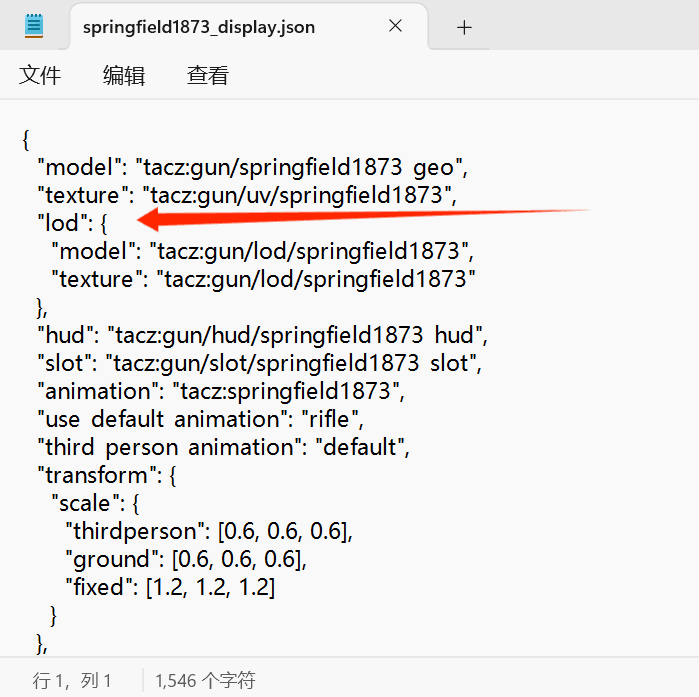 springfield1873_display.json
文件 编辑 查看
{
"model": "tacz:gun/springfield1873 geo",
"texture": "tacz:gun/uv/springfield1873",
"lod": {
"model": "tacz:gun/lod/springfield1873",
"texture": "tacz:gun/lod/springfield1873"
},
"hud": "tacz:gun/hud/springfield1873 hud",
"slot": "tacz:gun/slot/springfield1873 slot",
"animation": "tacz:springfield1873",
"use default animation": "rifle",
"third person animation": "default",
"transform": {
"scale": {
"thirdperson": [0.6, 0.6, 0.6],
"ground": [0.6, 0.6, 0.6],
"fixed": [1.2, 1.2, 1.2]
}
},
行 1，列 1 1,546 个字符